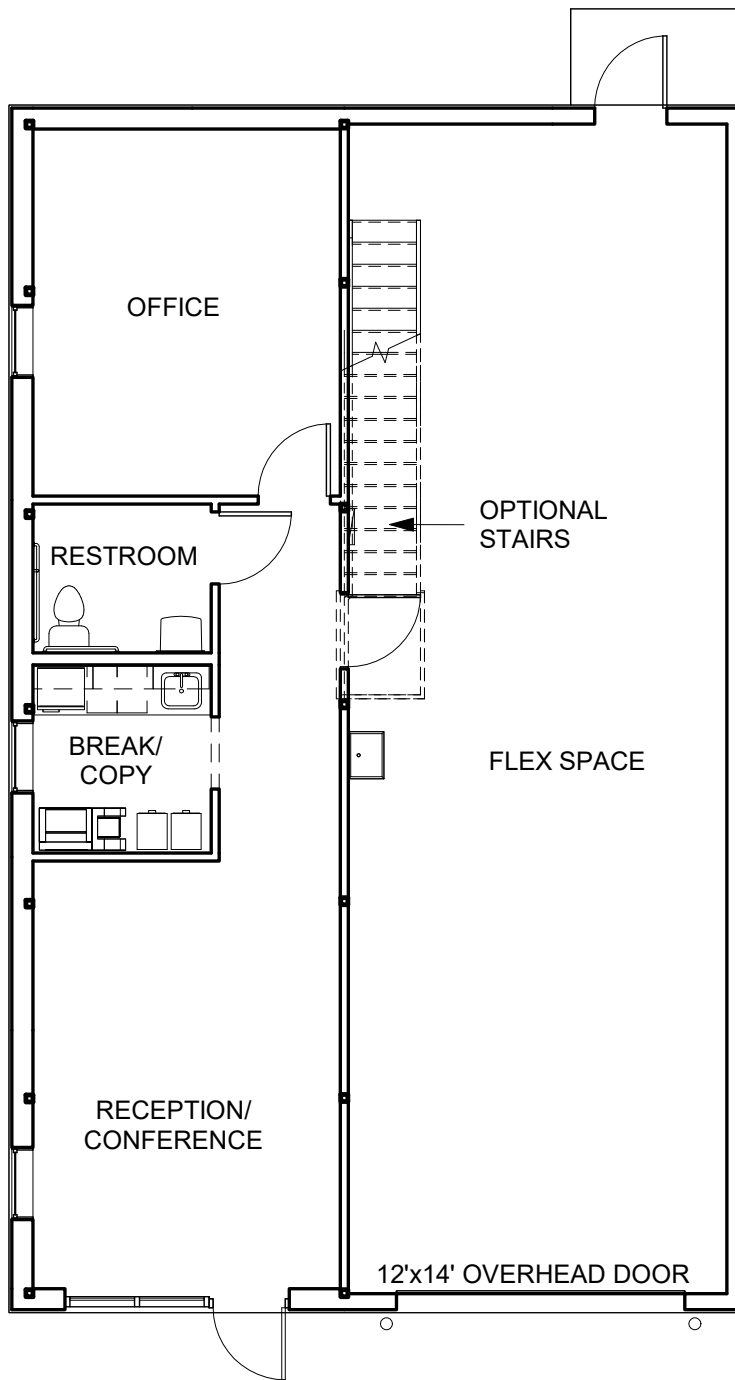 OFFICE
OPTIONAL
STAIRS
RESTROOM
BREAK/
COPY
FLEX SPACE
RECEPTION/
CONFERENCE
12'x14' OVERHEAD DOOR